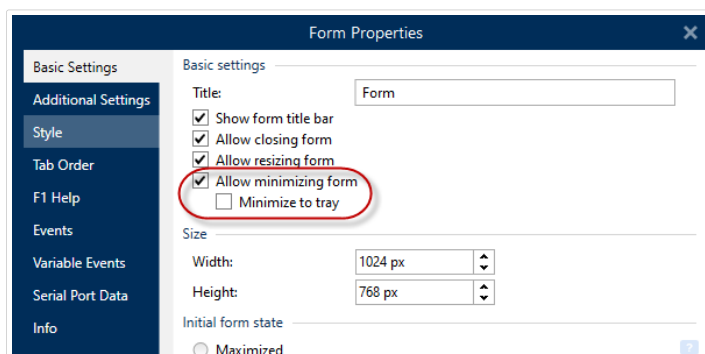 Form Properties
Basic Settings
Additional Settings
Style
Tab Order
F1 Help
Events
Variable Events
Serial Port Data
Info
Basic settings
Title: Form
Show form title bar
Allow closing form
Allow resizing form
Allow minimizing form
Minimize to tray
Size
Width: 1024 px
Height: 768 px
Initial form state
Maximized
?